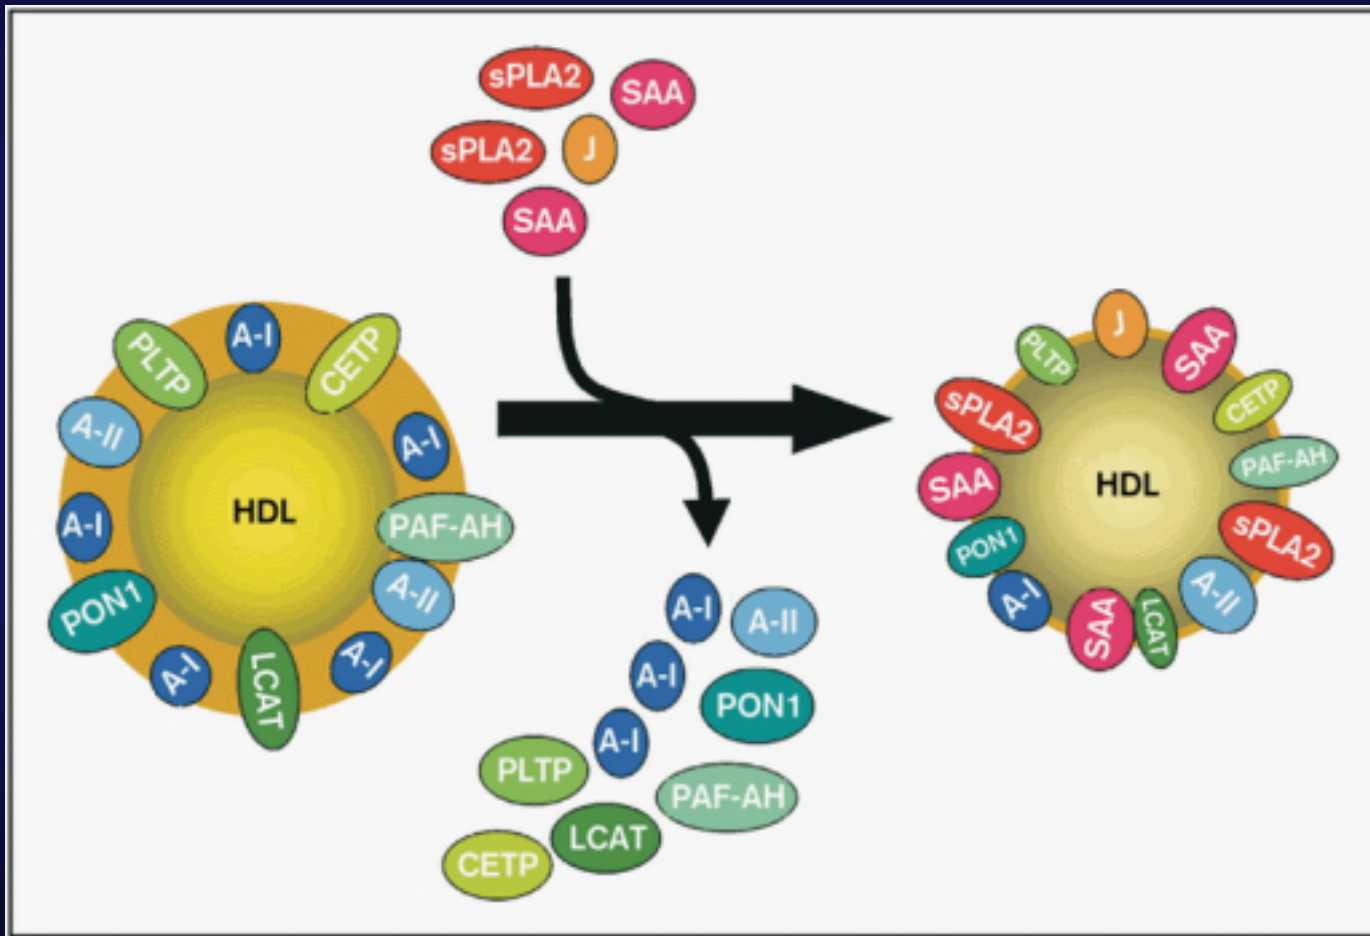 sPLA2
SAA
sPLA2
J
SAA
PLTP
A-I
CETP
A-II
A-I
A-I
HDL
PAF-AH
A-II
PON1
A-I
LCAT
A-I
A-I
A-II
A-I
PON1
A-I
PLTP
PAF-AH
LCAT
CETP
J
PLTP
SAA
sPLA2
CETP
PAF-AH
SAA
HDL
sPLA2
PON1
A-I
SAA
LCAT
A-II